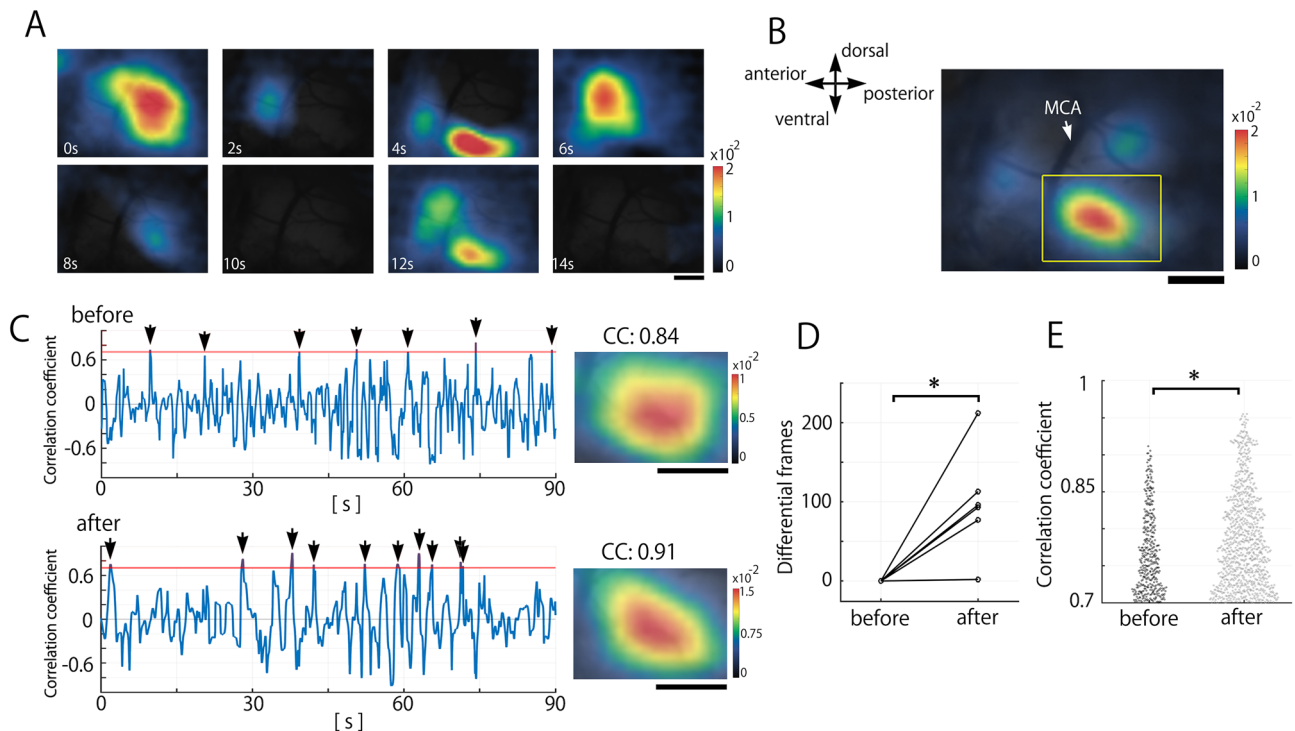 A
0s
2s
4s
6s
x10^-2
2
1
0
8s
10s
12s
14s
B
dorsal
anterior
posterior
ventral
MCA
x10^-2
2
1
0
C
before
Correlation coefficient
0.6
0
-0.6
0
30
60
90
[ s ]
CC: 0.84
x10^-2
1
0.5
0
after
Correlation coefficient
0.6
0
-0.6
0
30
60
90
[ s ]
CC: 0.91
x10^-2
1.5
0.75
0
D
*
Differential frames
200
100
0
before
after
E
*
Correlation coefficient
1
0.85
0.7
before
after